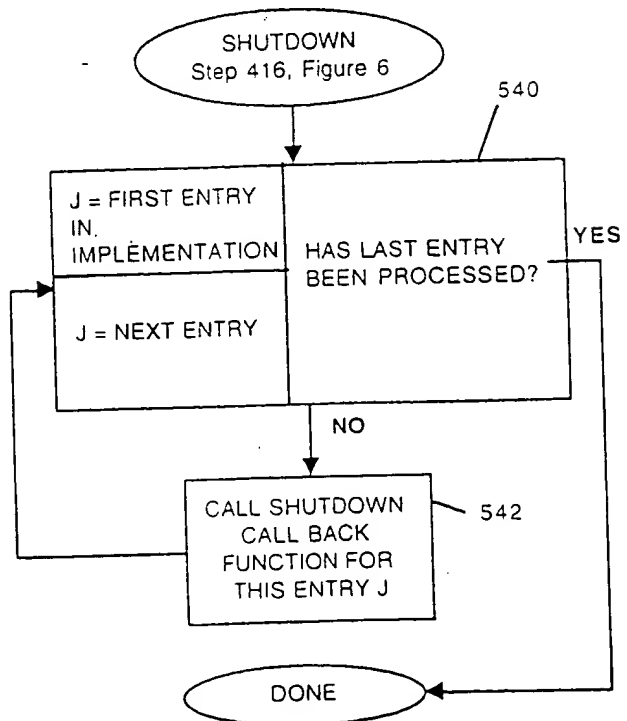 SHUTDOWN
Step 416, Figure 6
540
J = FIRST ENTRY
IN.
IMPLEMENTATION
HAS LAST ENTRY
BEEN PROCESSED?
YES
J = NEXT ENTRY
NO
CALL SHUTDOWN
CALL BACK
FUNCTION FOR
THIS ENTRY J
542
DONE